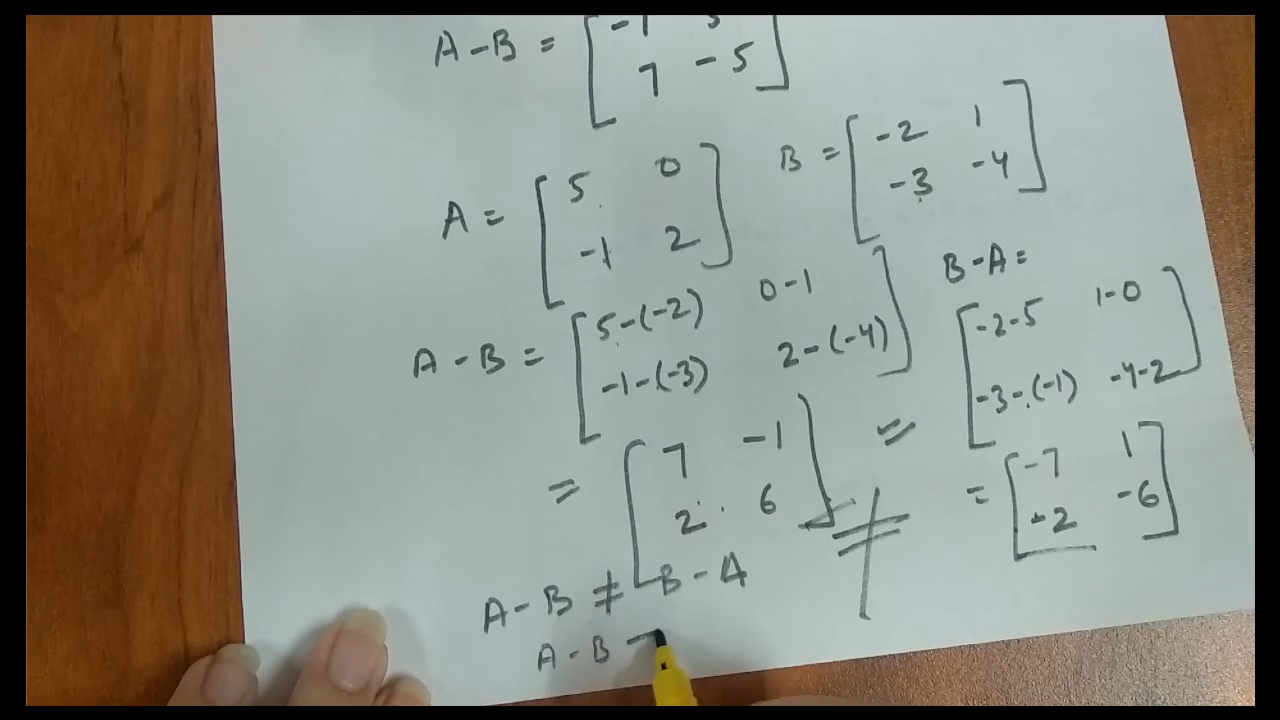 A - B = [ -1
7 -5 ]
A = [ 5 0
-1 2 ]
B = [ -2 1
-3 -4 ]
A - B = [ 5-(-2) 0-1
-1-(-3) 2-(-4) ]
= [ 7 -1
2 6 ]
B - A =
[ -2-5 1-0
-3-(-1) -4-2 ]
= [ -7 1
-2 -6 ]
≠
A - B ≠ B - A
A - B